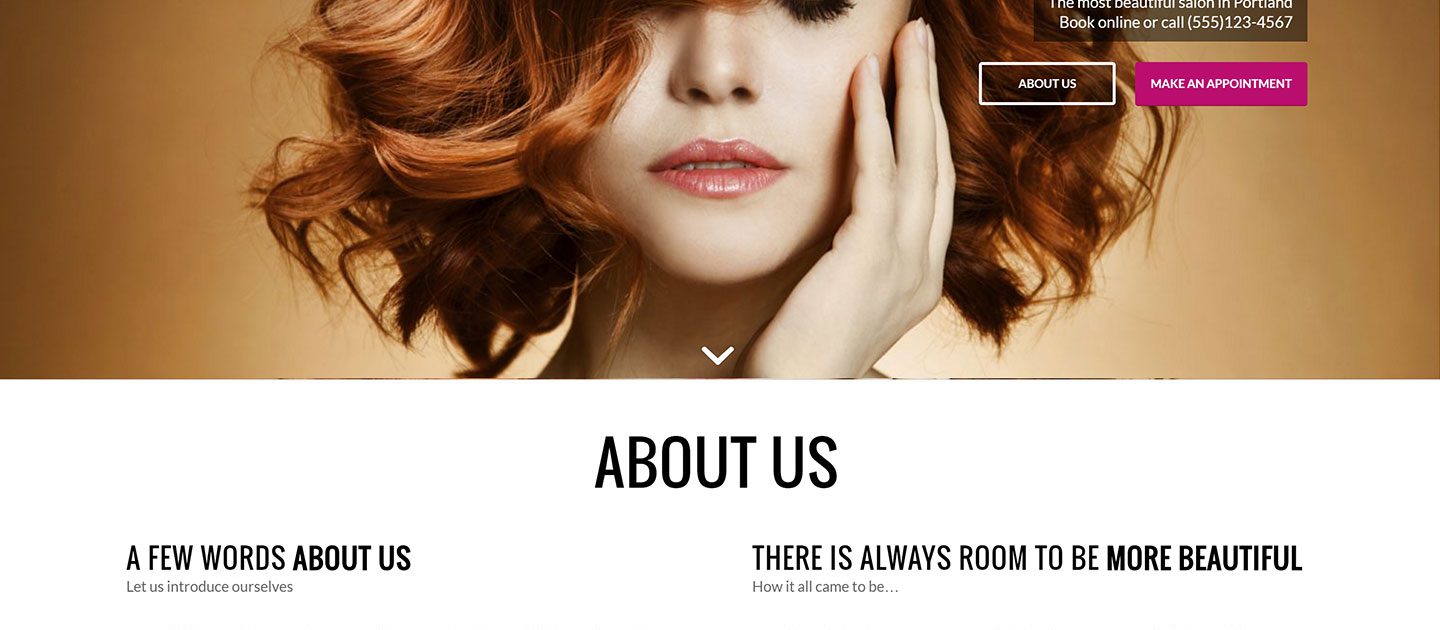 The most beautiful salon in Portland
Book online or call (555)123-4567
ABOUT US
MAKE AN APPOINTMENT
ABOUT US
A FEW WORDS ABOUT US
Let us introduce ourselves
THERE IS ALWAYS ROOM TO BE MORE BEAUTIFUL
How it all came to be…